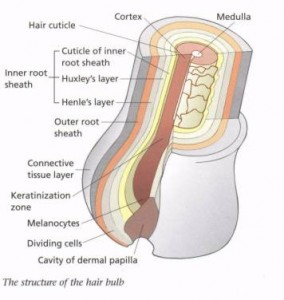 Cortex
Medulla
Hair cuticle
Cuticle of inner
root sheath
Inner root
sheath
Huxley's layer
Henle's layer
Outer root
sheath
Connective
tissue layer
Keratinization
zone
Melanocytes
Dividing cells
Cavity of dermal papilla
The structure of the hair bulb